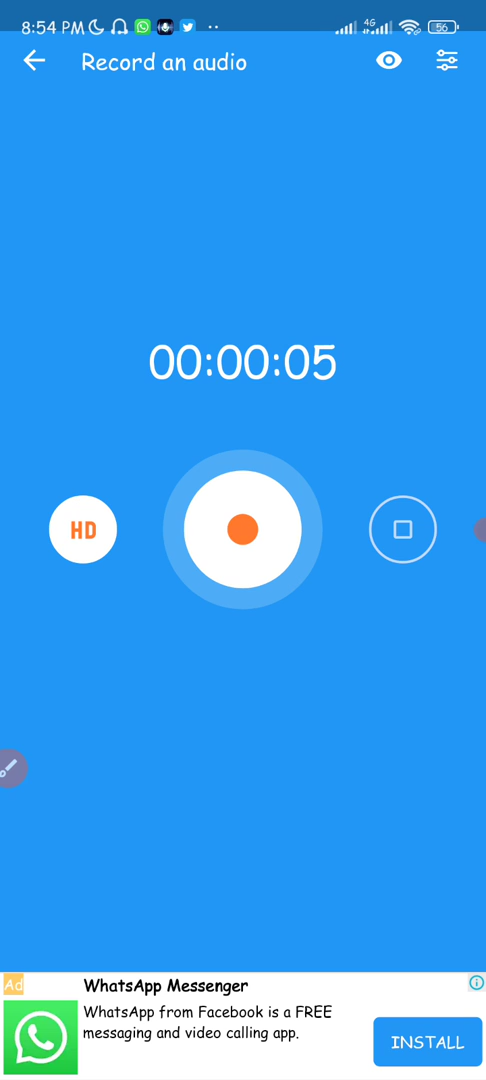 8:54 PM 4G 56
Record an audio
00:00:05
HD
Ad WhatsApp Messenger
WhatsApp from Facebook is a FREE
messaging and video calling app.
INSTALL